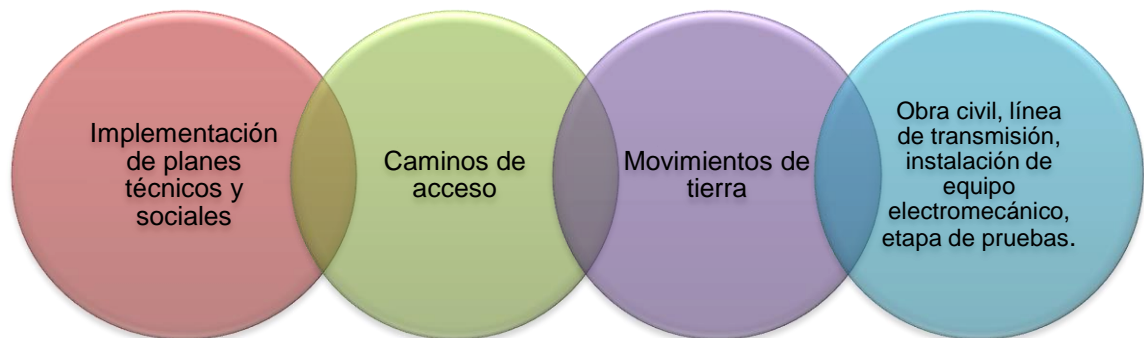 Implementación
de planes
técnicos y
sociales
Caminos de
acceso
Movimientos de
tierra
Obra civil, línea
de transmisión,
instalación de
equipo
electromecánico,
etapa de pruebas.